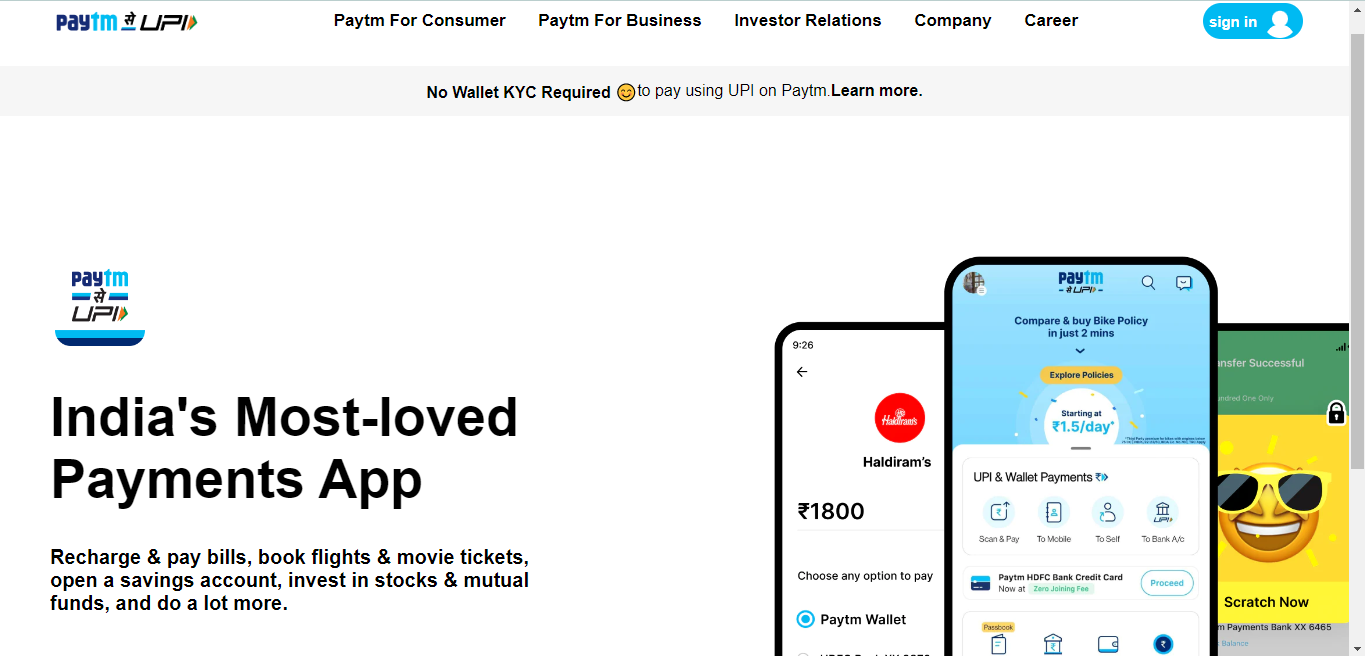 paytm से UPI
Paytm For Consumer
Paytm For Business
Investor Relations
Company
Career
sign in
No Wallet KYC Required 😊 to pay using UPI on Paytm.Learn more.
paytm
से
UPI
India's Most-loved
Payments App
Recharge & pay bills, book flights & movie tickets,
open a savings account, invest in stocks & mutual
funds, and do a lot more.
9:26
Haldiram's
Haldiram's
₹1800
Choose any option to pay
Paytm Wallet
paytm
से UPI
Compare & buy Bike Policy
in just 2 mins
Explore Policies
Starting at
₹1.5/day*
UPI & Wallet Payments
Scan & Pay
To Mobile
To Self
UPI
To Bank A/c
Paytm HDFC Bank Credit Card
Now at Zero Joining Fee
Proceed
Passbook
nsfer Successful
undred One Only
Scratch Now
m Payments Bank XX 6465
Balance